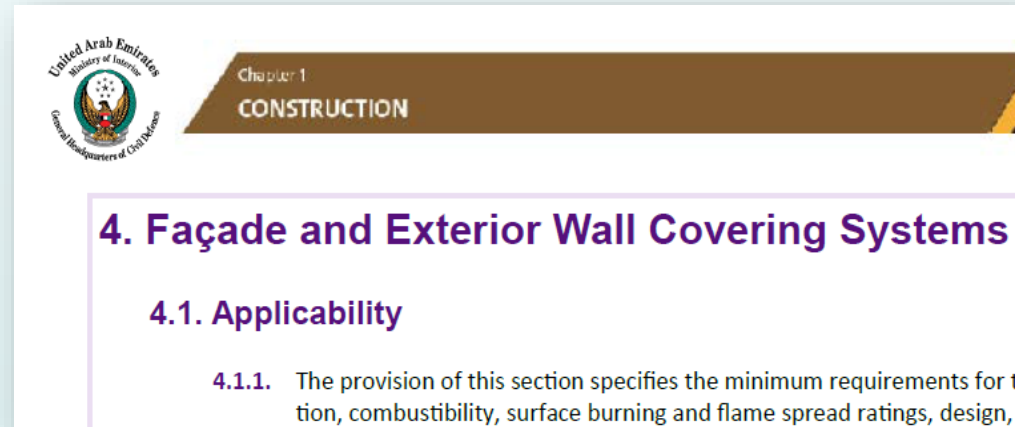 United Arab Emirates
Ministry of Interior
General Headquarters of Civil Defence
Chapter 1
CONSTRUCTION
4. Façade and Exterior Wall Covering Systems
4.1. Applicability
4.1.1. The provision of this section specifies the minimum requirements for
tion, combustibility, surface burning and flame spread ratings, design,